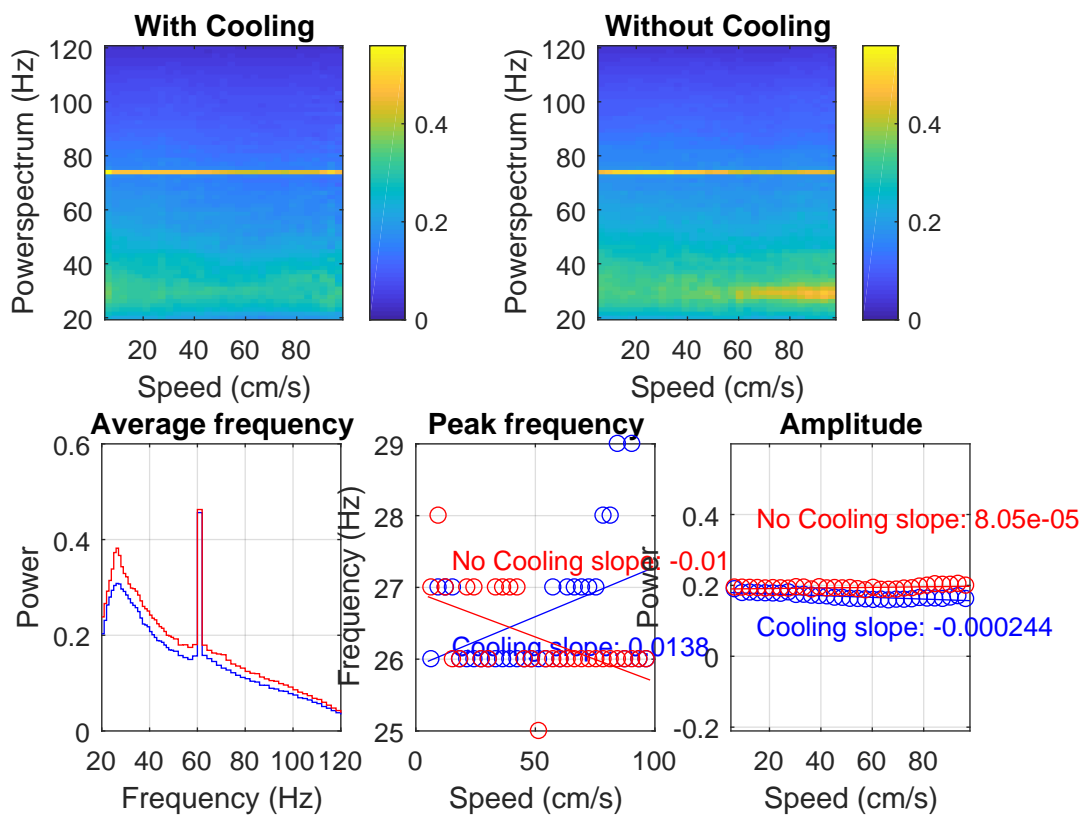 With Cooling
Powerspectrum (Hz)
120
100
80
60
40
20
20 40 60 80
Speed (cm/s)
0.4
0.2
0
Without Cooling
Powerspectrum (Hz)
120
100
80
60
40
20
20 40 60 80
Speed (cm/s)
0.4
0.2
0
Average frequency
Power
0.6
0.4
0.2
0
20 40 60 80 100 120
Frequency (Hz)
Peak frequency
Frequency (Hz)
29
28
27
26
25
No Cooling slope: -0.01
Cooling slope: 0.0138
0 50 100
Speed (cm/s)
Amplitude
Power
0.4
0.2
0
-0.2
No Cooling slope: 8.05e-05
Cooling slope: -0.000244
20 40 60 80
Speed (cm/s)